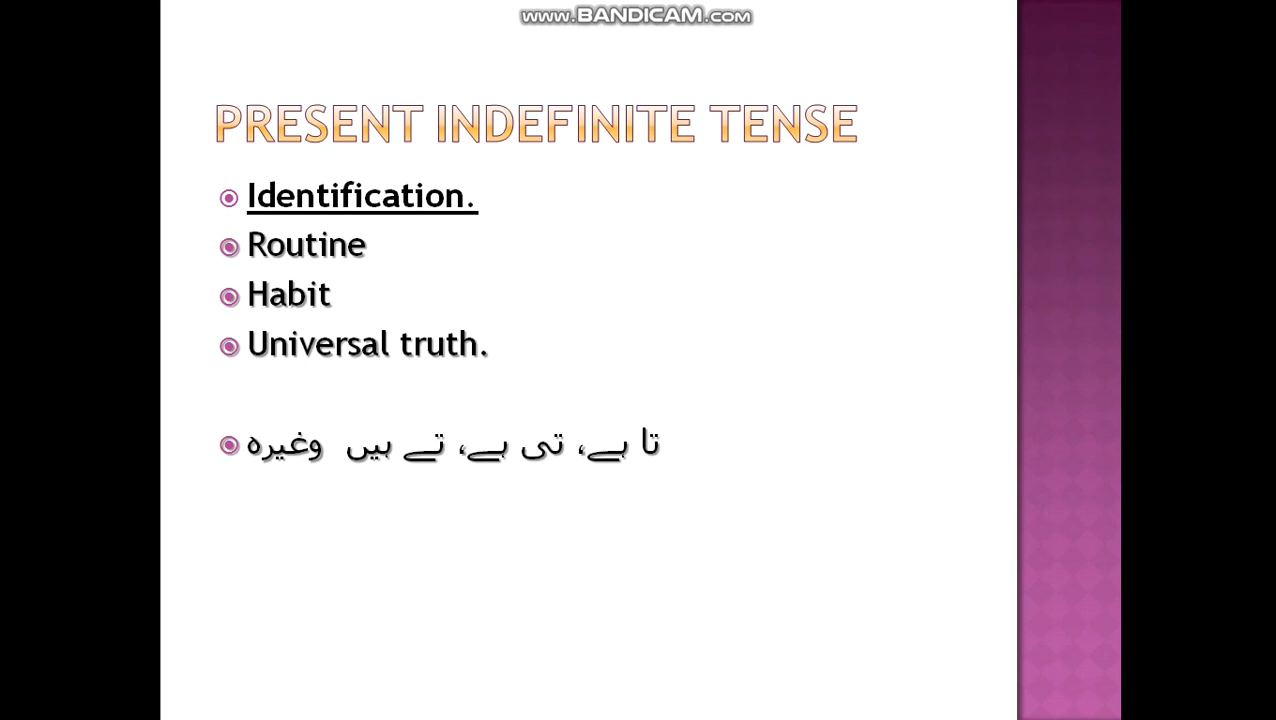 www.BANDICAM.com
PRESENT INDEFINITE TENSE
Identification.
Routine
Habit
Universal truth.
تا ہے، تی ہے، تے ہیں وغیرہ